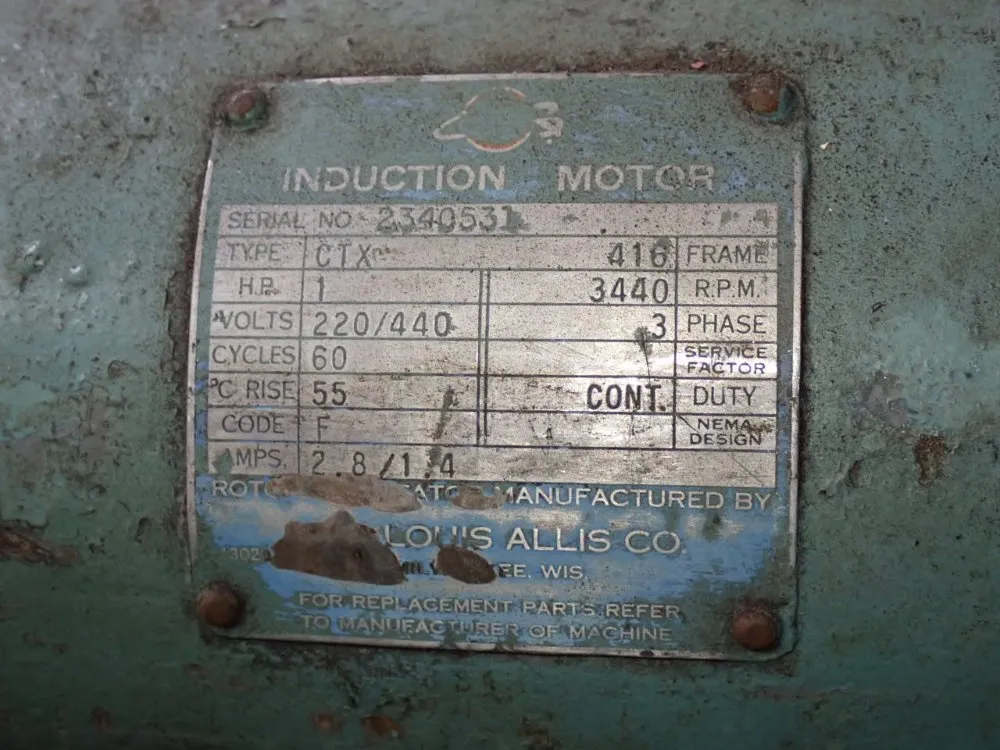 INDUCTION MOTOR
SERIAL NO 2340531
TYPE CTX 416 FRAME
H.P. 1 3440 R.P.M.
VOLTS 220/440 3 PHASE
CYCLES 60 SERVICE FACTOR
°C RISE 55 CONT. DUTY
CODE F NEMA DESIGN
AMPS. 2.8/1.4
MANUFACTURED BY
LOUIS ALLIS CO.
WIS.
FOR REPLACEMENT PARTS REFER
TO MANUFACTURER OF MACHINE